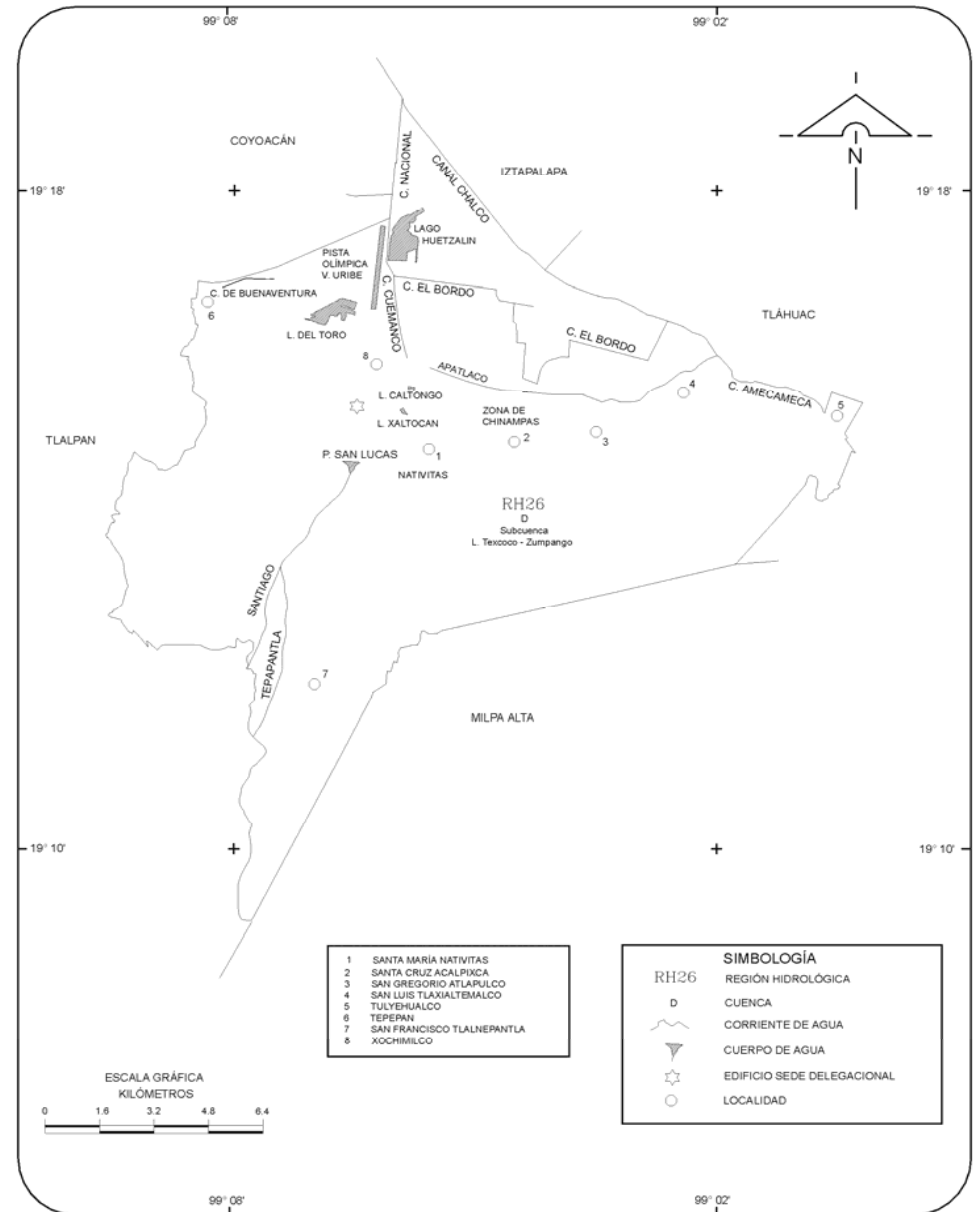 99° 08'
99° 02'
COYOACÁN
C. NACIONAL
CANAL CHALCO
IZTAPALAPA
N
19° 18'
19° 18'
LAGO
HUETZALIN
PISTA
OLÍMPICA
V. URIBE
C. DE BUENAVENTURA
6
C. CUEMANCO
C. EL BORDO
L. DEL TORO
C. EL BORDO
TLÁHUAC
8
APATLACO
4
C. AMECAMECA
5
L. CALTONGO
L. XALTOCAN
ZONA DE
CHINAMPAS
TLALPAN
P. SAN LUCAS
1
2
3
NATIVITAS
RH26
D
Subcuenca
L. Texcoco - Zumpango
SANTIAGO
TEPAPANTLA
7
MILPA ALTA
19° 10'
19° 10'
1 SANTA MARÍA NATIVITAS
2 SANTA CRUZ ACALPIXCA
3 SAN GREGORIO ATLAPULCO
4 SAN LUIS TLAXIALTEMALCO
5 TULYEHUALCO
6 TEPEPAN
7 SAN FRANCISCO TLALNEPANTLA
8 XOCHIMILCO
SIMBOLOGÍA
RH26 REGIÓN HIDROLÓGICA
D CUENCA
CORRIENTE DE AGUA
CUERPO DE AGUA
EDIFICIO SEDE DELEGACIONAL
LOCALIDAD
ESCALA GRÁFICA
KILÓMETROS
0 1.6 3.2 4.8 6.4
99° 08'
99° 02'